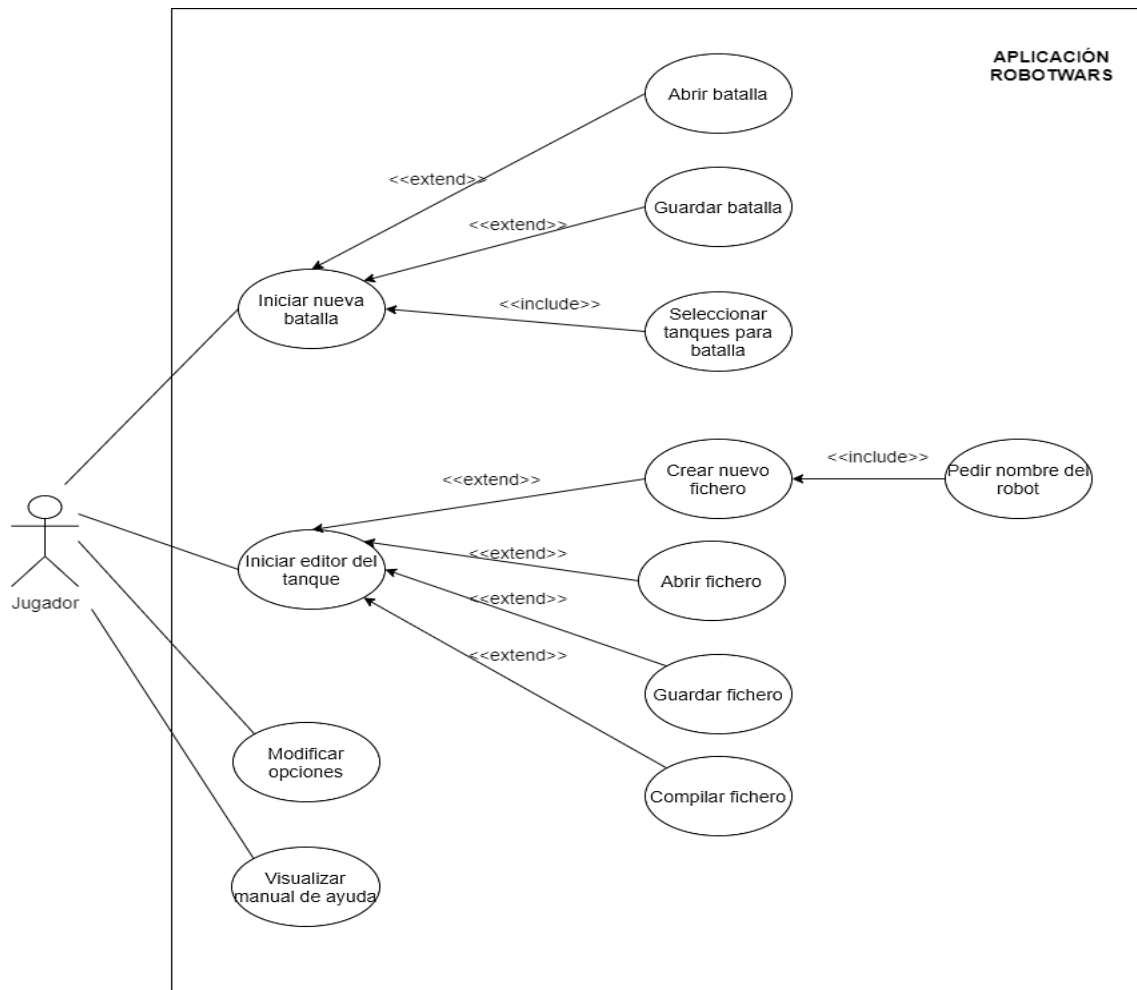 APLICACIÓN
ROBOTWARS
Abrir batalla
<<extend>>
Guardar batalla
<<extend>>
Iniciar nueva
batalla
<<include>>
Seleccionar
tanques para
batalla
Crear nuevo
fichero
<<include>>
Pedir nombre del
robot
<<extend>>
Iniciar editor del
tanque
<<extend>>
Abrir fichero
<<extend>>
Jugador
<<extend>>
Guardar fichero
Modificar
opciones
Compilar fichero
Visualizar
manual de ayuda